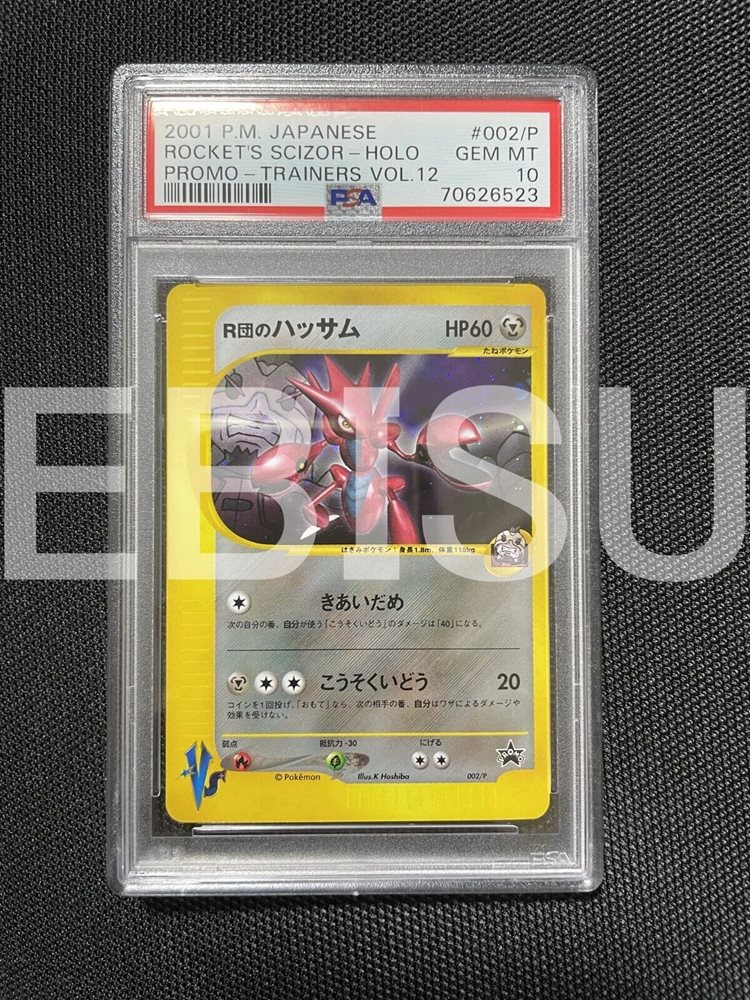 2001 P.M. JAPANESE #002/P
ROCKET'S SCIZOR-HOLO GEM MT
PROMO-TRAINERS VOL.12 10
PSA 70626523
R団のハッサム HP60
たねポケモン
EBISU
はさみポケモン:身長1.8m、体重118kg
きあいだめ
次の自分の番、自分が使う「こうそくいどう」のダメージは「40」になる。
こうそくいどう 20
コインを1回投げ、「おもて」なら、次の相手の番、自分はワザによるダメージや
効果を受けない。
弱点 抵抗力-30 にげる
VS
PROMO
©Pokémon Illus.K Hoshiba 002/P
PSA